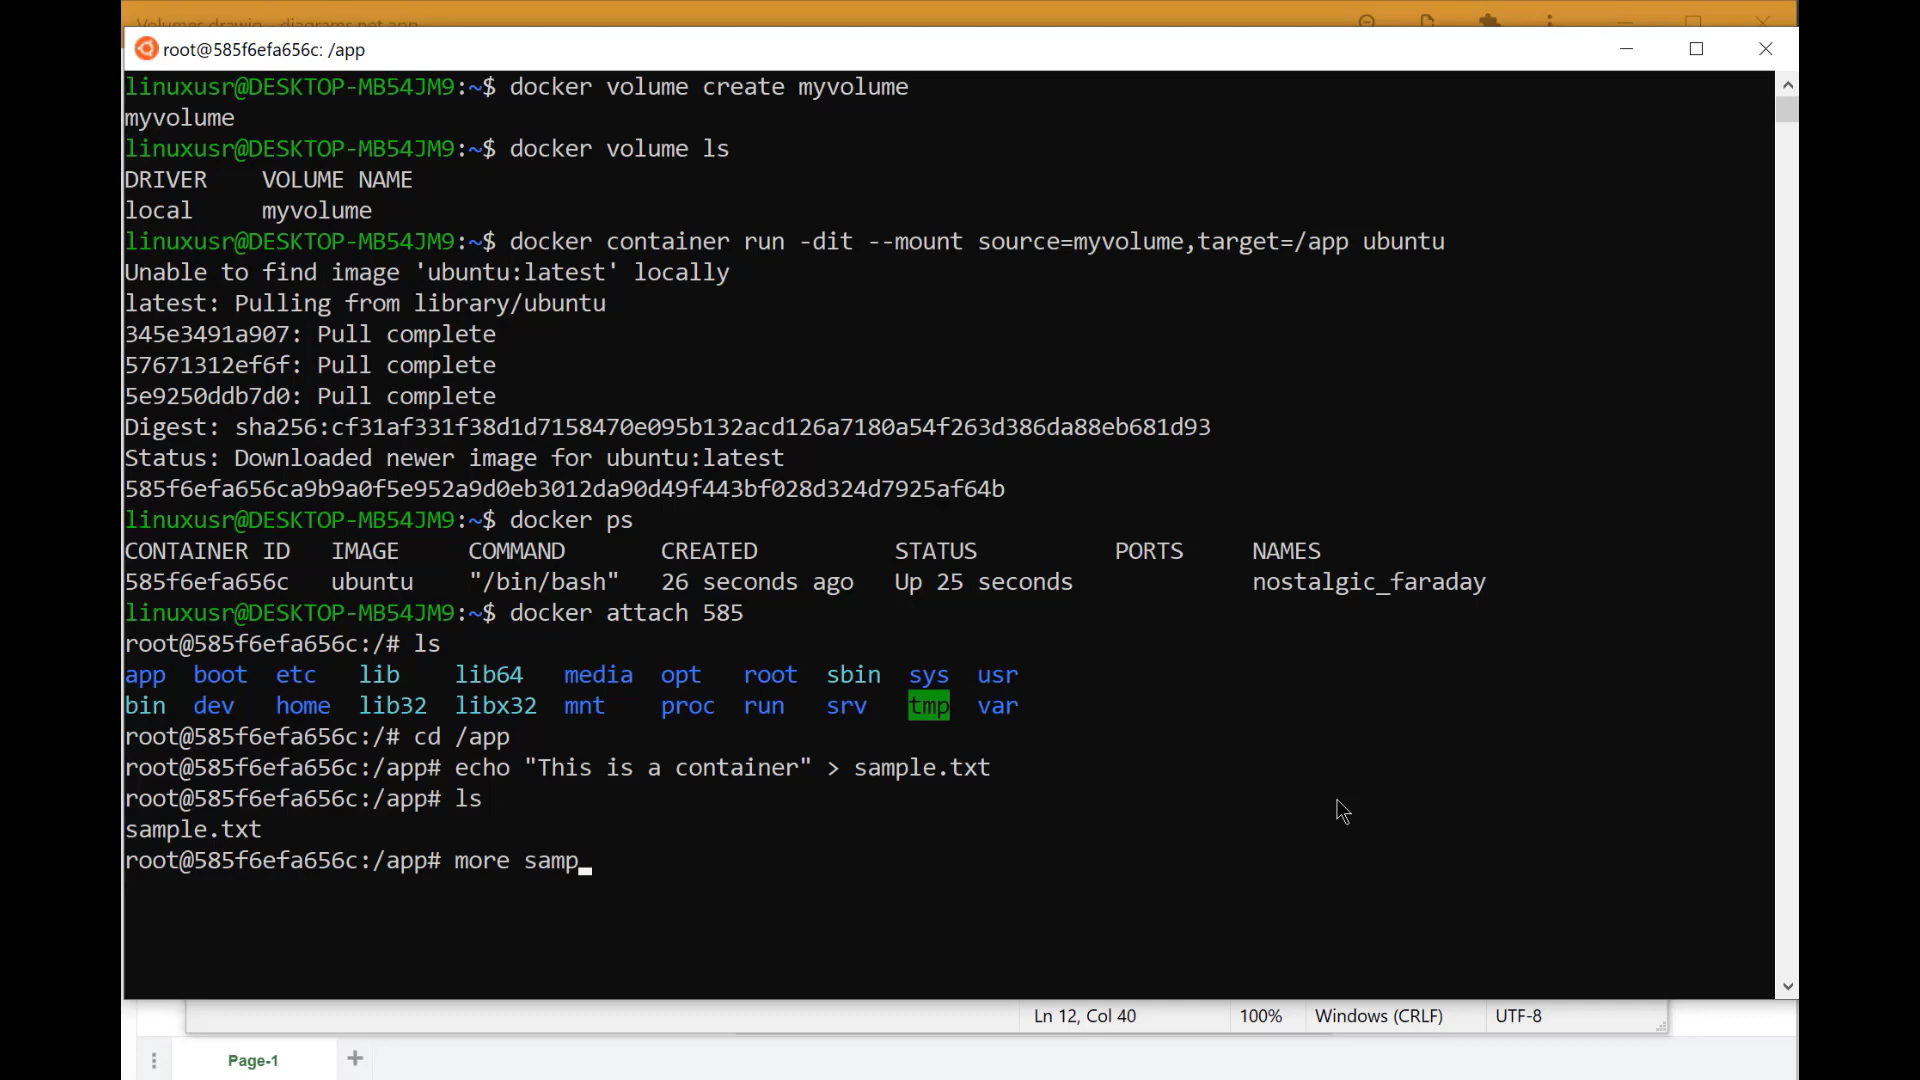 Volumes.drawio - diagrams.net app
root@585f6efa656c: /app
linuxusr@DESKTOP-MB54JM9:~$ docker volume create myvolume
myvolume
linuxusr@DESKTOP-MB54JM9:~$ docker volume ls
DRIVER    VOLUME NAME
local     myvolume
linuxusr@DESKTOP-MB54JM9:~$ docker container run -dit --mount source=myvolume,target=/app ubuntu
Unable to find image 'ubuntu:latest' locally
latest: Pulling from library/ubuntu
345e3491a907: Pull complete
57671312ef6f: Pull complete
5e9250ddb7d0: Pull complete
Digest: sha256:cf31af331f38d1d7158470e095b132acd126a7180a54f263d386da88eb681d93
Status: Downloaded newer image for ubuntu:latest
585f6efa656ca9b9a0f5e952a9d0eb3012da90d49f443bf028d324d7925af64b
linuxusr@DESKTOP-MB54JM9:~$ docker ps
CONTAINER ID   IMAGE     COMMAND       CREATED          STATUS          PORTS     NAMES
585f6efa656c   ubuntu    "/bin/bash"   26 seconds ago   Up 25 seconds             nostalgic_faraday
linuxusr@DESKTOP-MB54JM9:~$ docker attach 585
root@585f6efa656c:/# ls
app  boot  etc   lib    lib64   media  opt   root  sbin  sys  usr
bin  dev   home  lib32  libx32  mnt    proc  run   srv   tmp  var
root@585f6efa656c:/# cd /app
root@585f6efa656c:/app# echo "This is a container" > sample.txt
root@585f6efa656c:/app# ls
sample.txt
root@585f6efa656c:/app# more samp
Ln 12, Col 40    100%    Windows (CRLF)    UTF-8
Page-1